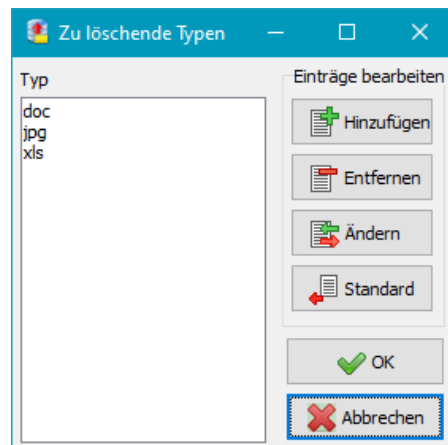 Zu löschende Typen
Typ
doc
jpg
xls
Einträge bearbeiten
Hinzufügen
Entfernen
Ändern
Standard
OK
Abbrechen